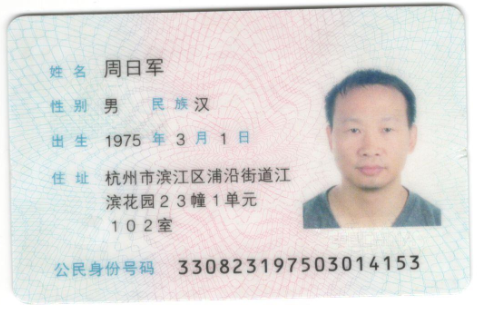 姓名 周日军
性别 男 民族 汉
出生 1975 年 3 月 1 日
住址 杭州市滨江区浦沿街道江
滨花园23幢1单元
102室
公民身份号码 330823197503014153